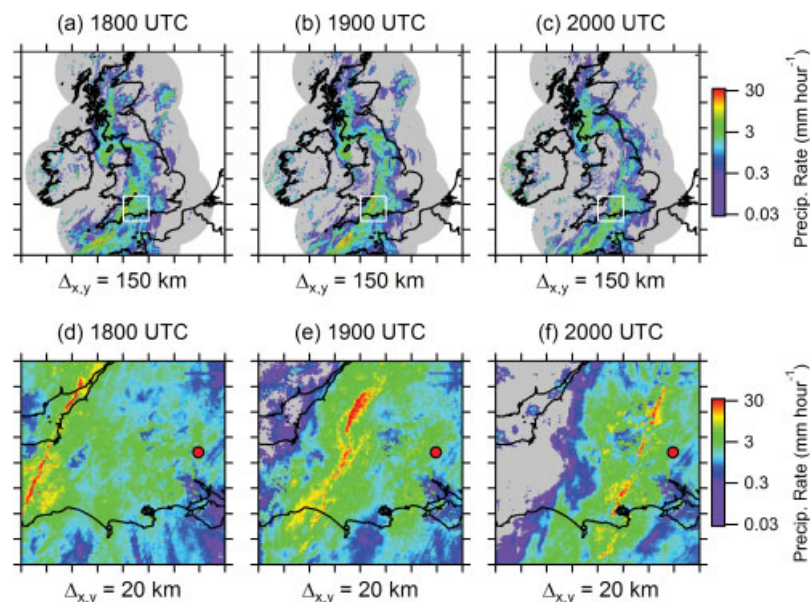 (a) 1800 UTC
(b) 1900 UTC
(c) 2000 UTC
30
3
0.3
0.03
Precip. Rate (mm hour⁻¹)
Δx,y = 150 km
Δx,y = 150 km
Δx,y = 150 km
(d) 1800 UTC
(e) 1900 UTC
(f) 2000 UTC
30
3
0.3
0.03
Precip. Rate (mm hour⁻¹)
Δx,y = 20 km
Δx,y = 20 km
Δx,y = 20 km